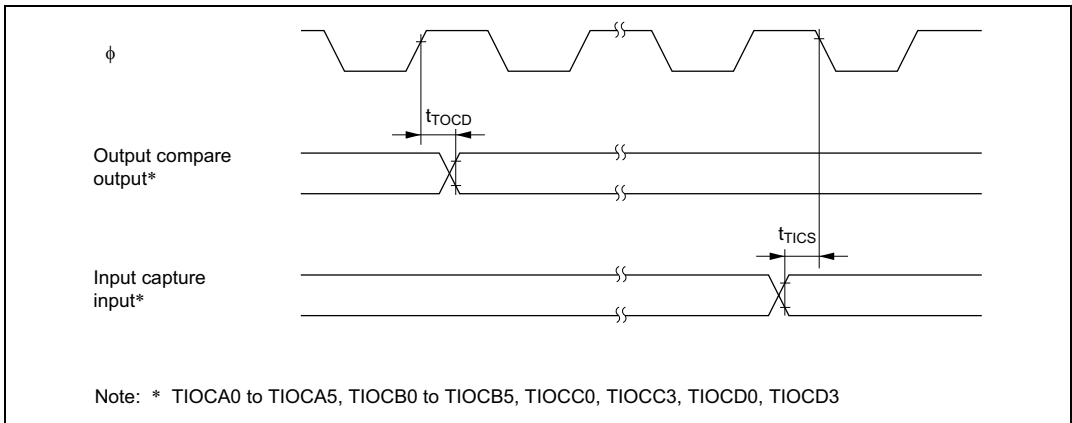 ϕ
tTOCD
Output compare
output*
tTICS
Input capture
input*
Note: * TIOCA0 to TIOCA5, TIOCB0 to TIOCB5, TIOCC0, TIOCC3, TIOCD0, TIOCD3